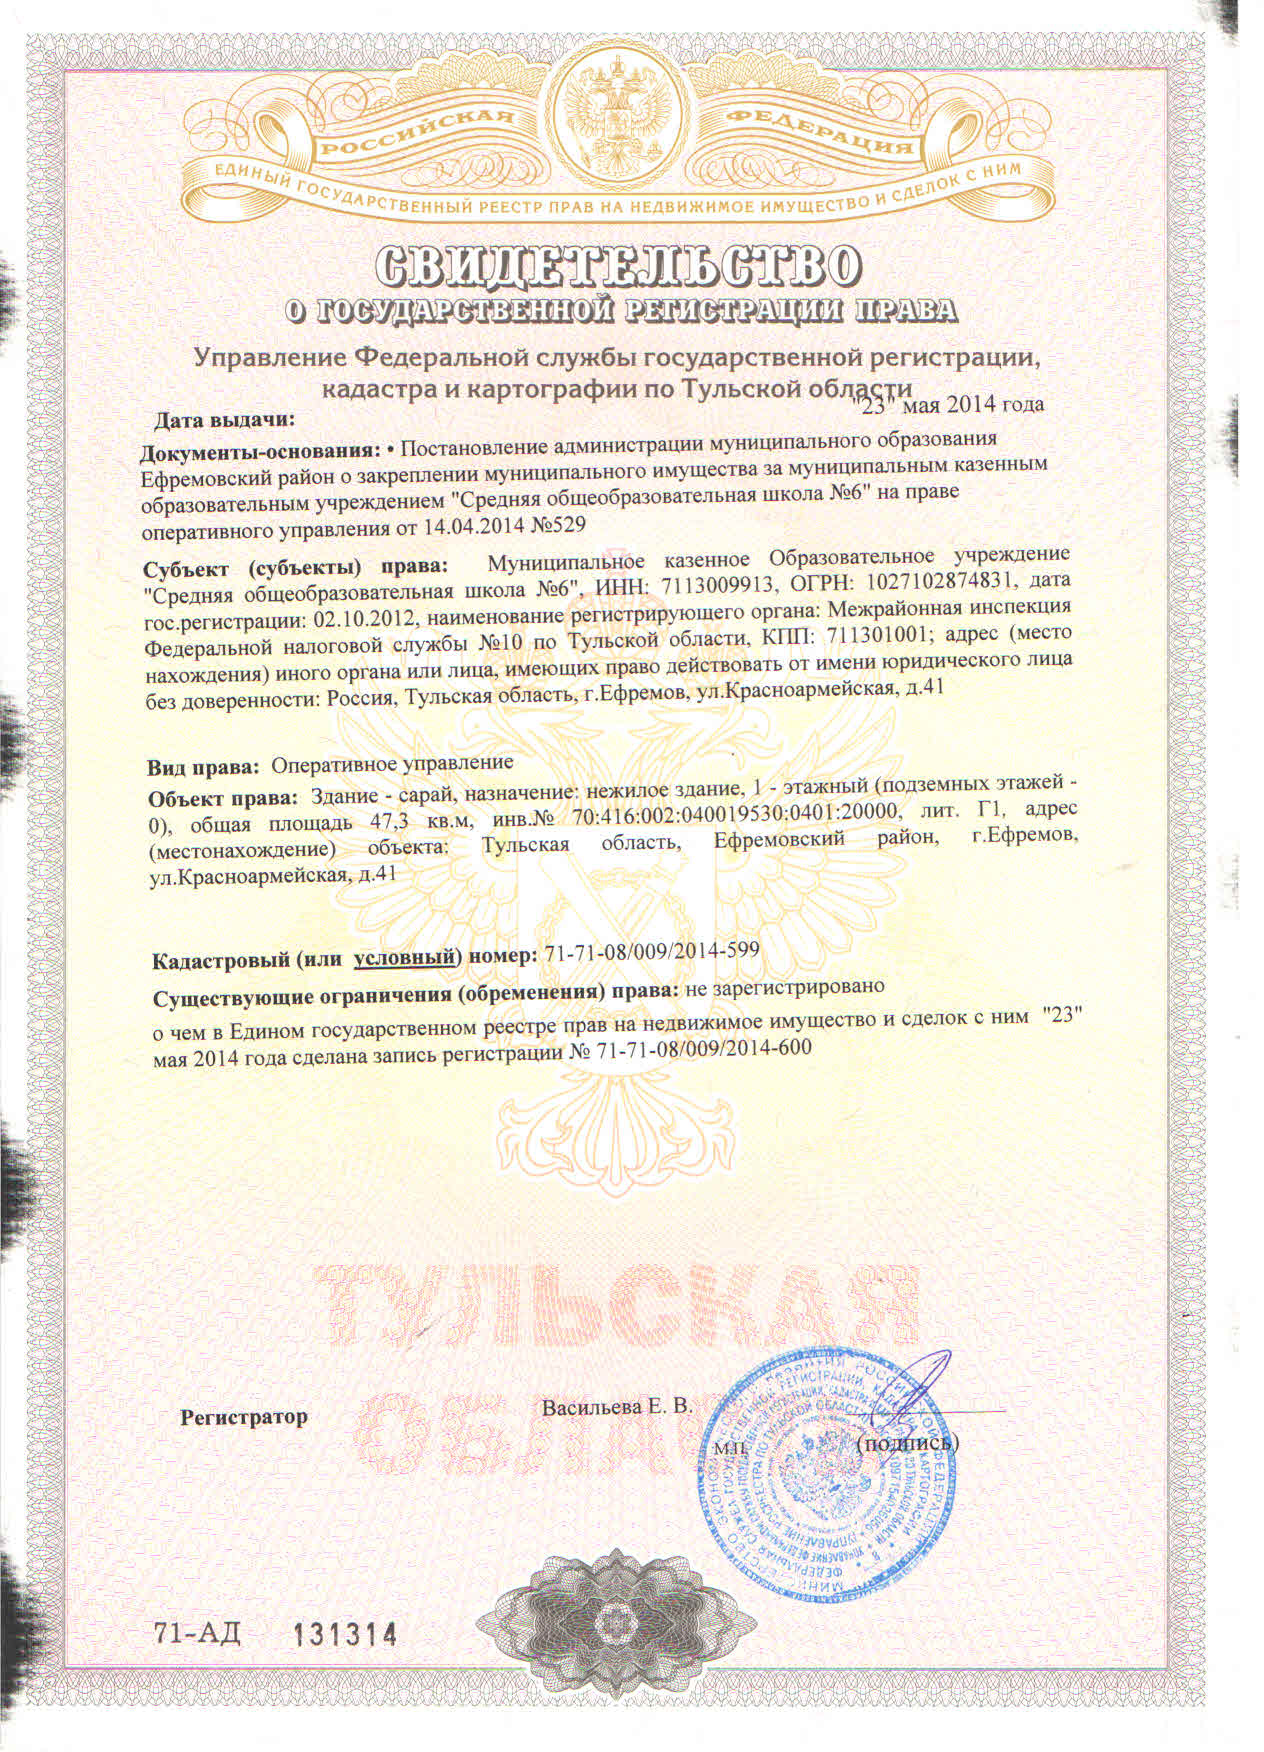 РОССИЙСКАЯ ФЕДЕРАЦИЯ
ЕДИНЫЙ ГОСУДАРСТВЕННЫЙ РЕЕСТР ПРАВ НА НЕДВИЖИМОЕ ИМУЩЕСТВО И СДЕЛОК С НИМ
СВИДЕТЕЛЬСТВО
О ГОСУДАРСТВЕННОЙ РЕГИСТРАЦИИ ПРАВА
Управление Федеральной службы государственной регистрации,
кадастра и картографии по Тульской области
Дата выдачи: "23" мая 2014 года
Документы-основания: • Постановление администрации муниципального образования
Ефремовский район о закреплении муниципального имущества за муниципальным казенным
образовательным учреждением "Средняя общеобразовательная школа №6" на праве
оперативного управления от 14.04.2014 №529
Субъект (субъекты) права: Муниципальное казенное Образовательное учреждение
"Средняя общеобразовательная школа №6", ИНН: 7113009913, ОГРН: 1027102874831, дата
гос.регистрации: 02.10.2012, наименование регистрирующего органа: Межрайонная инспекция
Федеральной налоговой службы №10 по Тульской области, КПП: 711301001; адрес (место
нахождения) иного органа или лица, имеющих право действовать от имени юридического лица
без доверенности: Россия, Тульская область, г.Ефремов, ул.Красноармейская, д.41
Вид права: Оперативное управление
Объект права: Здание - сарай, назначение: нежилое здание, 1 - этажный (подземных этажей -
0), общая площадь 47,3 кв.м, инв.№ 70:416:002:040019530:0401:20000, лит. Г1, адрес
(местонахождение) объекта: Тульская область, Ефремовский район, г.Ефремов,
ул.Красноармейская, д.41
Кадастровый (или условный) номер: 71-71-08/009/2014-599
Существующие ограничения (обременения) права: не зарегистрировано
о чем в Едином государственном реестре прав на недвижимое имущество и сделок с ним "23"
мая 2014 года сделана запись регистрации № 71-71-08/009/2014-600
ТУЛЬСКАЯ
Регистратор Васильева Е. В.
М.П. (подпись)
71-АД 131314